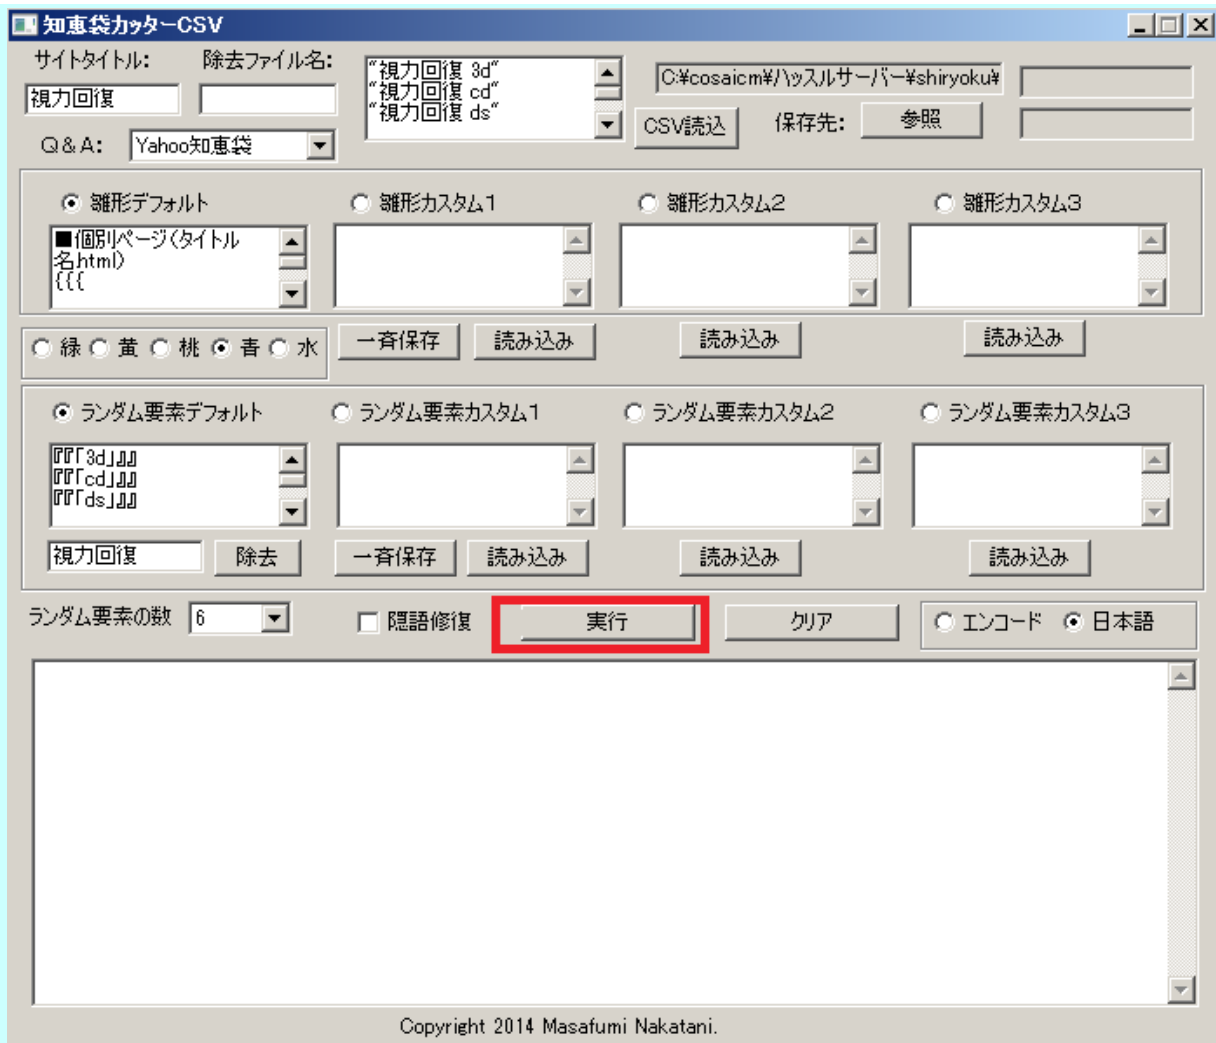 知恵袋カッターCSV
サイトタイトル:
除去ファイル名:
視力回復
Q&A:
Yahoo知恵袋
"視力回復 3d"
"視力回復 cd"
"視力回復 ds"
C:¥cosaicm¥ハッスルサーバー¥shiryoku¥
CSV読込
保存先:
参照
雛形デフォルト
雛形カスタム1
雛形カスタム2
雛形カスタム3
■個別ページ(タイトル
名.html)
{{{
緑 黄 桃 青 水
一斉保存
読み込み
読み込み
読み込み
ランダム要素デフォルト
ランダム要素カスタム1
ランダム要素カスタム2
ランダム要素カスタム3
『『「3d」』』
『『「cd」』』
『『「ds」』』
視力回復
除去
一斉保存
読み込み
読み込み
読み込み
ランダム要素の数
6
隠語修復
実行
クリア
エンコード
日本語
Copyright 2014 Masafumi Nakatani.